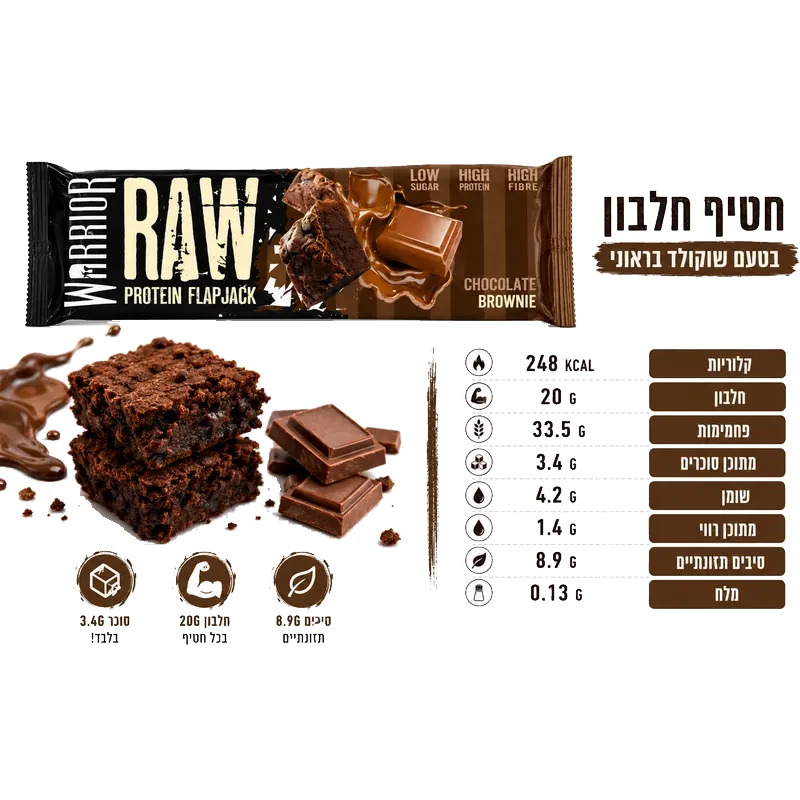 WARRIOR
RAW
PROTEIN FLAPJACK
LOW SUGAR
HIGH PROTEIN
HIGH FIBRE
CHOCOLATE
BROWNIE
חטיף חלבון
בטעם שוקולד בראוני
קלוריות 248 KCAL
חלבון 20 G
פחמימות 33.5 G
מתוכן סוכרים 3.4 G
שומן 4.2 G
מתוכן רווי 1.4 G
סיבים תזונתיים 8.9 G
מלח 0.13 G
סיבים 8.9G
תזונתיים
חלבון 20G
בכל חטיף
סוכר 3.4G
בלבד!